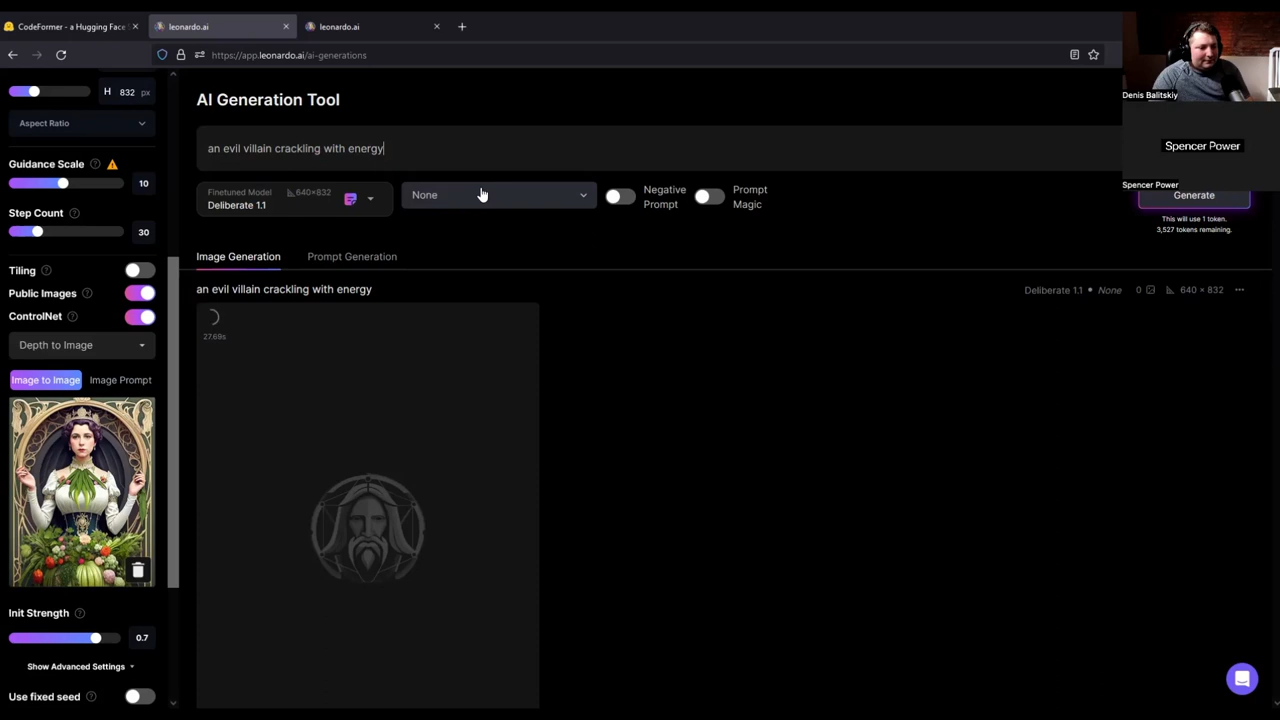 CodeFormer - a Hugging Face
leonardo.ai
leonardo.ai
https://app.leonardo.ai/ai-generations
Denis Balitskiy
Spencer Power
Spencer Power
H 832 px
Aspect Ratio
Guidance Scale
10
Step Count
30
Tiling
Public Images
ControlNet
Depth to Image
Image to Image
Image Prompt
Init Strength
0.7
Show Advanced Settings
Use fixed seed
AI Generation Tool
an evil villain crackling with energy
Finetuned Model
640×832
Deliberate 1.1
None
Negative
Prompt
Prompt
Magic
Generate
This will use 1 token.
3,527 tokens remaining.
Image Generation
Prompt Generation
an evil villain crackling with energy
Deliberate 1.1 • None 0 640 × 832
27.69s